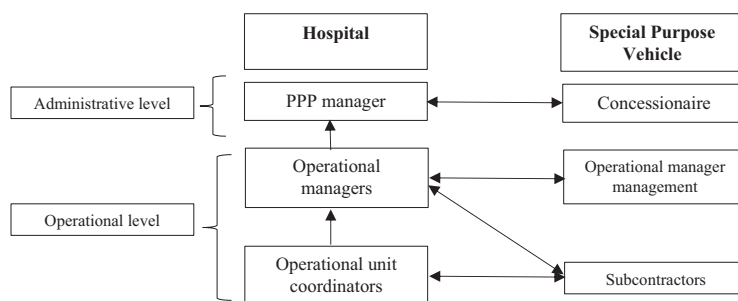 Hospital
Special Purpose
Vehicle
Administrative level
PPP manager
Concessionaire
Operational level
Operational
managers
Operational manager
management
Operational unit
coordinators
Subcontractors